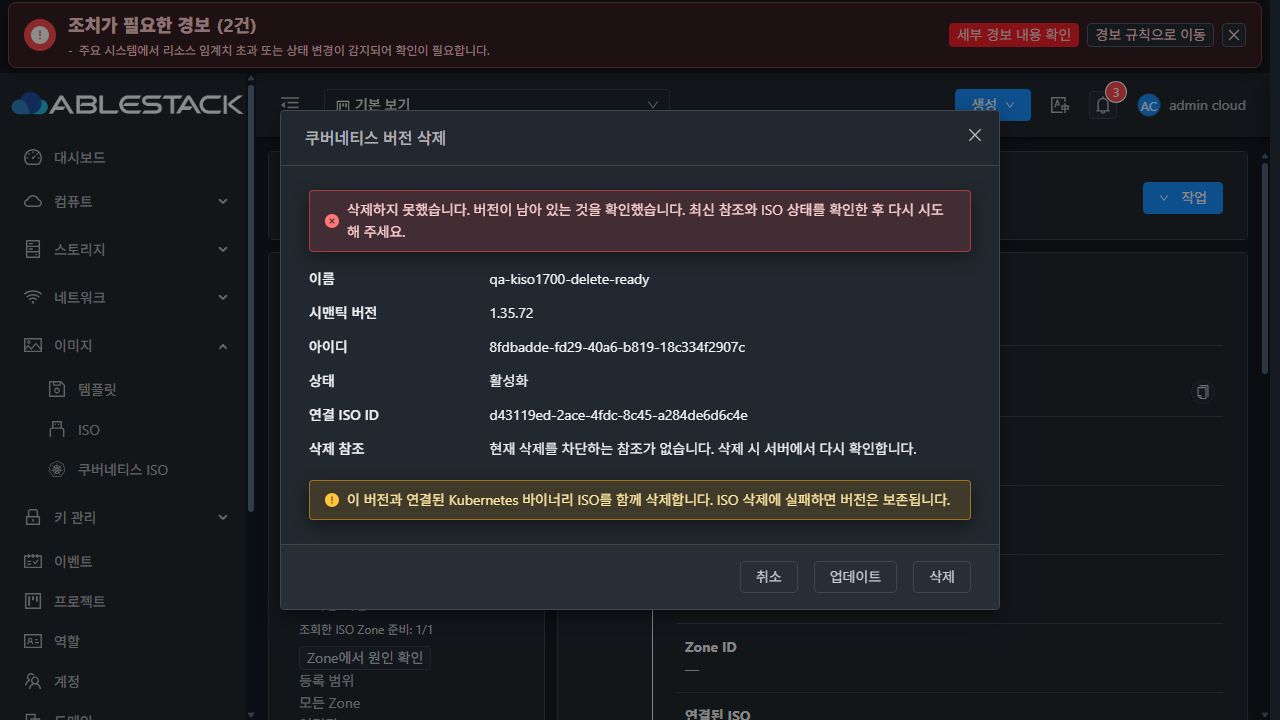 조치가 필요한 경보 (2건)
- 주요 시스템에서 리소스 임계치 초과 또는 상태 변경이 감지되어 확인이 필요합니다.
세부 경보 내용 확인
경보 규칙으로 이동
ABLESTACK
기본 보기
생성
3
AC
admin cloud
대시보드
컴퓨트
스토리지
네트워크
이미지
템플릿
ISO
쿠버네티스 ISO
키 관리
이벤트
프로젝트
역할
계정
도메인
작업
쿠버네티스 버전 삭제
삭제하지 못했습니다. 버전이 남아 있는 것을 확인했습니다. 최신 참조와 ISO 상태를 확인한 후 다시 시도
해 주세요.
이름
qa-kiso1700-delete-ready
시맨틱 버전
1.35.72
아이디
8fdbadde-fd29-40a6-b819-18c334f2907c
상태
활성화
연결 ISO ID
d43119ed-2ace-4fdc-8c45-a284de6d6c4e
삭제 참조
현재 삭제를 차단하는 참조가 없습니다. 삭제 시 서버에서 다시 확인합니다.
이 버전과 연결된 Kubernetes 바이너리 ISO를 함께 삭제합니다. ISO 삭제에 실패하면 버전은 보존됩니다.
취소
업데이트
삭제
조회한 ISO Zone 준비: 1/1
Zone에서 원인 확인
등록 범위
모든 Zone
Zone ID
—
연결된 ISO